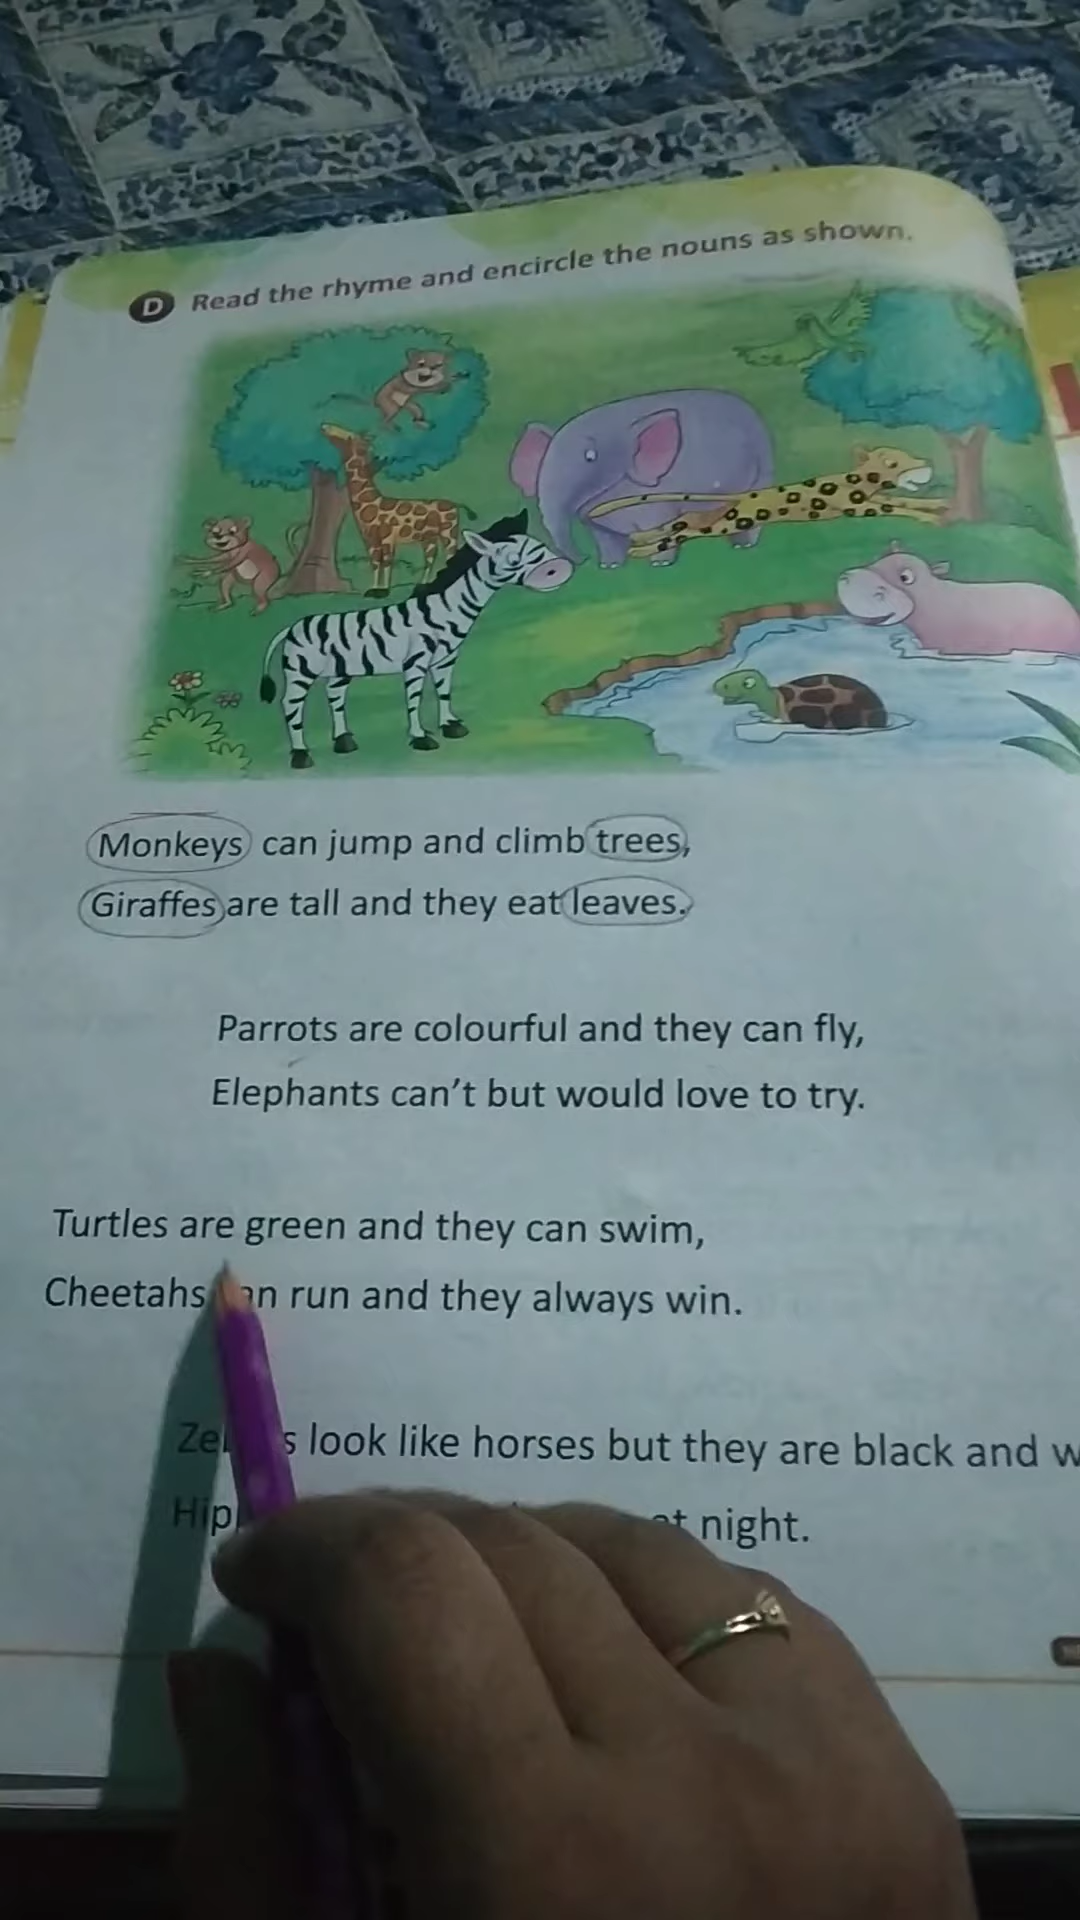 D Read the rhyme and encircle the nouns as shown.
Monkeys can jump and climb trees,
Giraffes are tall and they eat leaves.
Parrots are colourful and they can fly,
Elephants can't but would love to try.
Turtles are green and they can swim,
Cheetahs run and they always win.
look like horses but they are black and
night.